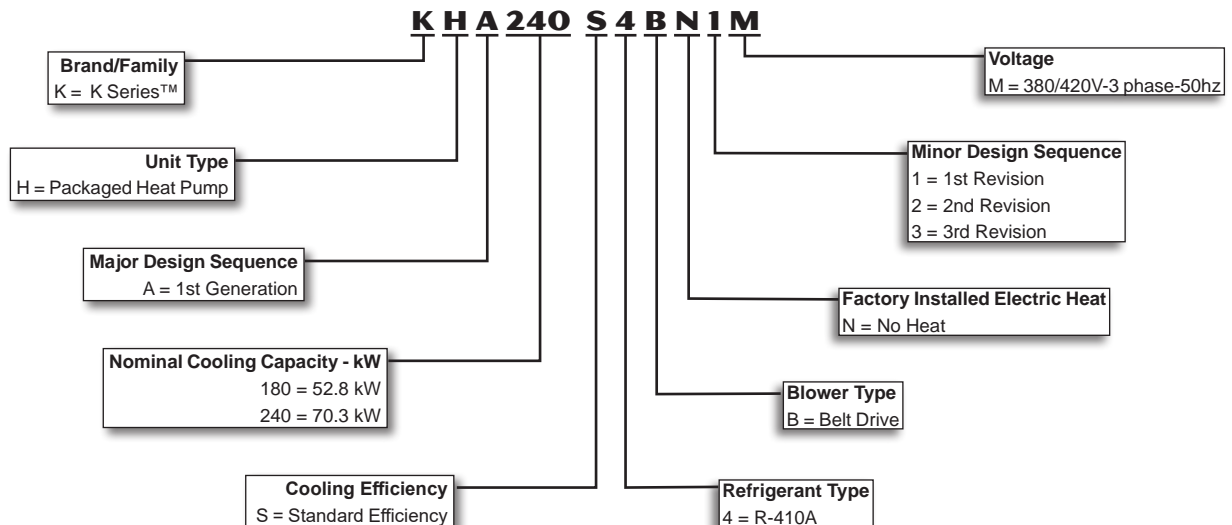 K H A 240 S 4 B N 1 M
Brand/Family
K = K Series™
Unit Type
H = Packaged Heat Pump
Major Design Sequence
A = 1st Generation
Nominal Cooling Capacity - kW
180 = 52.8 kW
240 = 70.3 kW
Cooling Efficiency
S = Standard Efficiency
Voltage
M = 380/420V-3 phase-50hz
Minor Design Sequence
1 = 1st Revision
2 = 2nd Revision
3 = 3rd Revision
Factory Installed Electric Heat
N = No Heat
Blower Type
B = Belt Drive
Refrigerant Type
4 = R-410A